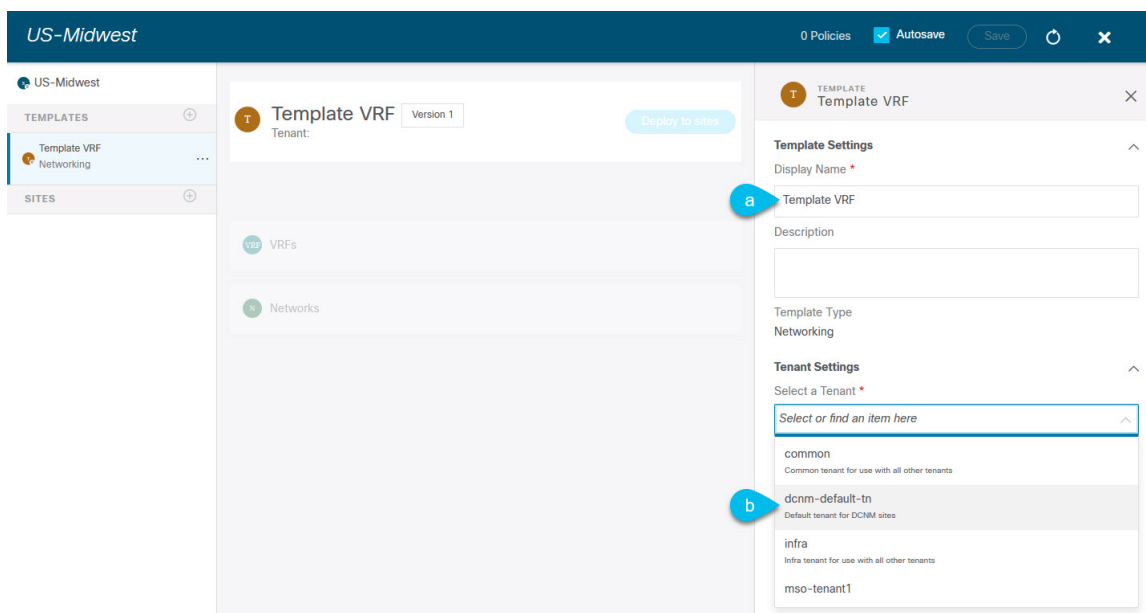 US-Midwest
0 Policies
Autosave
Save
US-Midwest
TEMPLATES
Template VRF
Networking
...
SITES
T
Template VRF
Version 1
Tenant:
Deploy to sites
VRF
VRFs
N
Networks
T
TEMPLATE
Template VRF
Template Settings
Display Name *
a
Template VRF
Description
Template Type
Networking
Tenant Settings
Select a Tenant *
Select or find an item here
common
Common tenant for use with all other tenants
b
dcnm-default-tn
Default tenant for DCNM sites
infra
Infra tenant for use with all other tenants
mso-tenant1